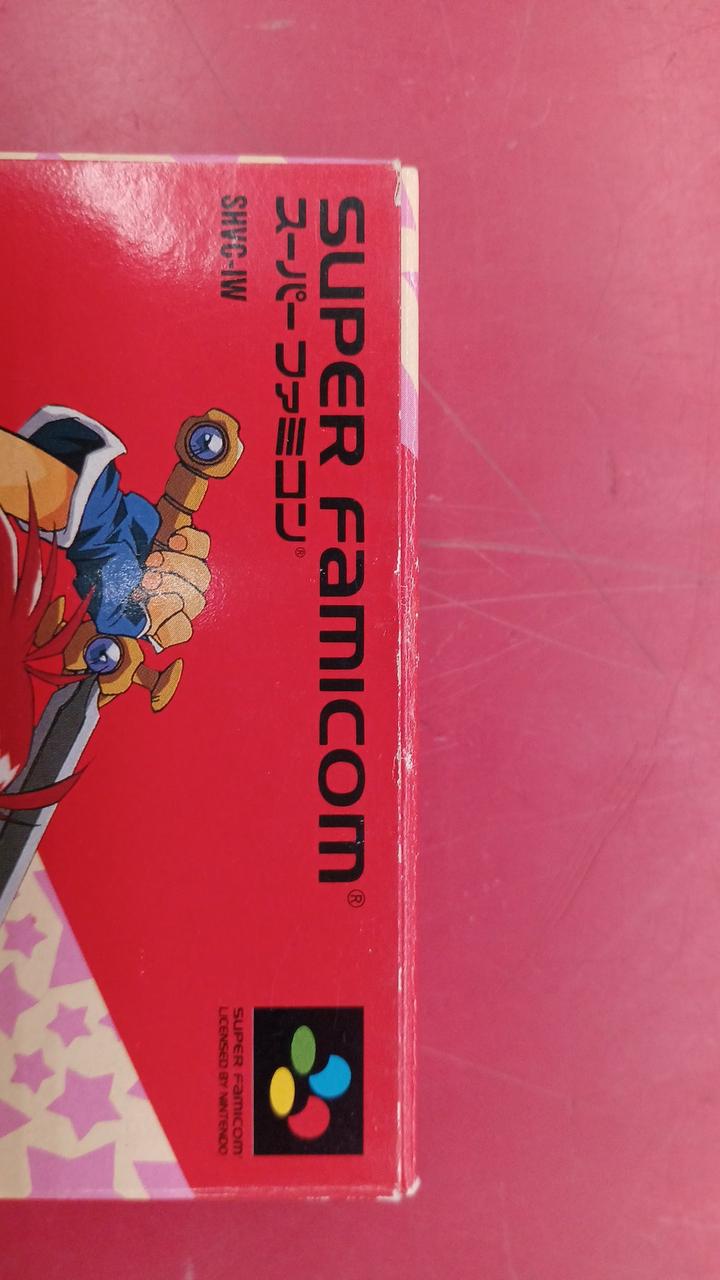 SUPER FAMICOM®
スーパーファミコン®
SHVC-IW
SUPER FAMICOM
LICENSED BY NINTENDO